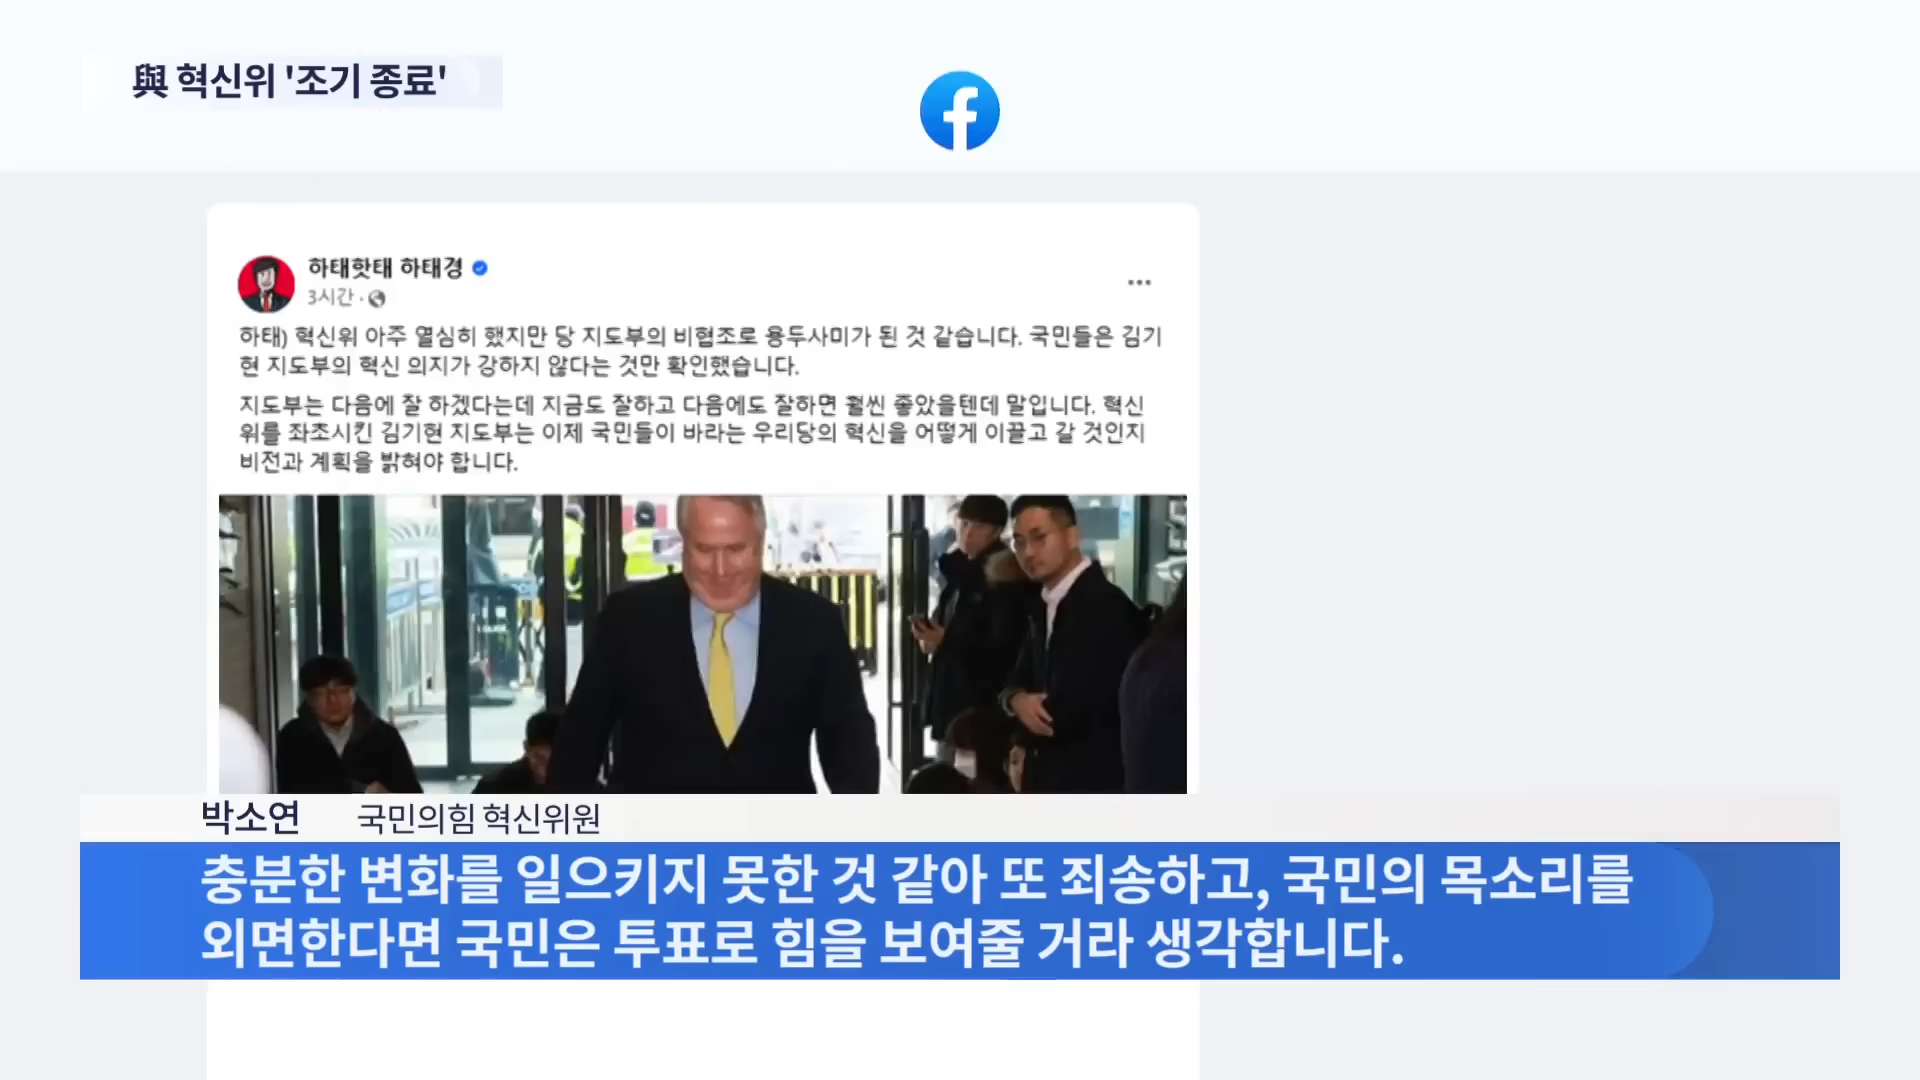 與 혁신위 '조기 종료'
하태핫태 하태경
3시간 ·
하태) 혁신위 아주 열심히 했지만 당 지도부의 비협조로 용두사미가 된 것 같습니다. 국민들은 김기
현 지도부의 혁신 의지가 강하지 않다는 것만 확인했습니다.
지도부는 다음에 잘 하겠다는데 지금도 잘하고 다음에도 잘하면 훨씬 좋았을텐데 말입니다. 혁신
위를 좌초시킨 김기현 지도부는 이제 국민들이 바라는 우리당의 혁신을 어떻게 이끌고 갈 것인지
비전과 계획을 밝혀야 합니다.
박소연 국민의힘 혁신위원
충분한 변화를 일으키지 못한 것 같아 또 죄송하고, 국민의 목소리를
외면한다면 국민은 투표로 힘을 보여줄 거라 생각합니다.